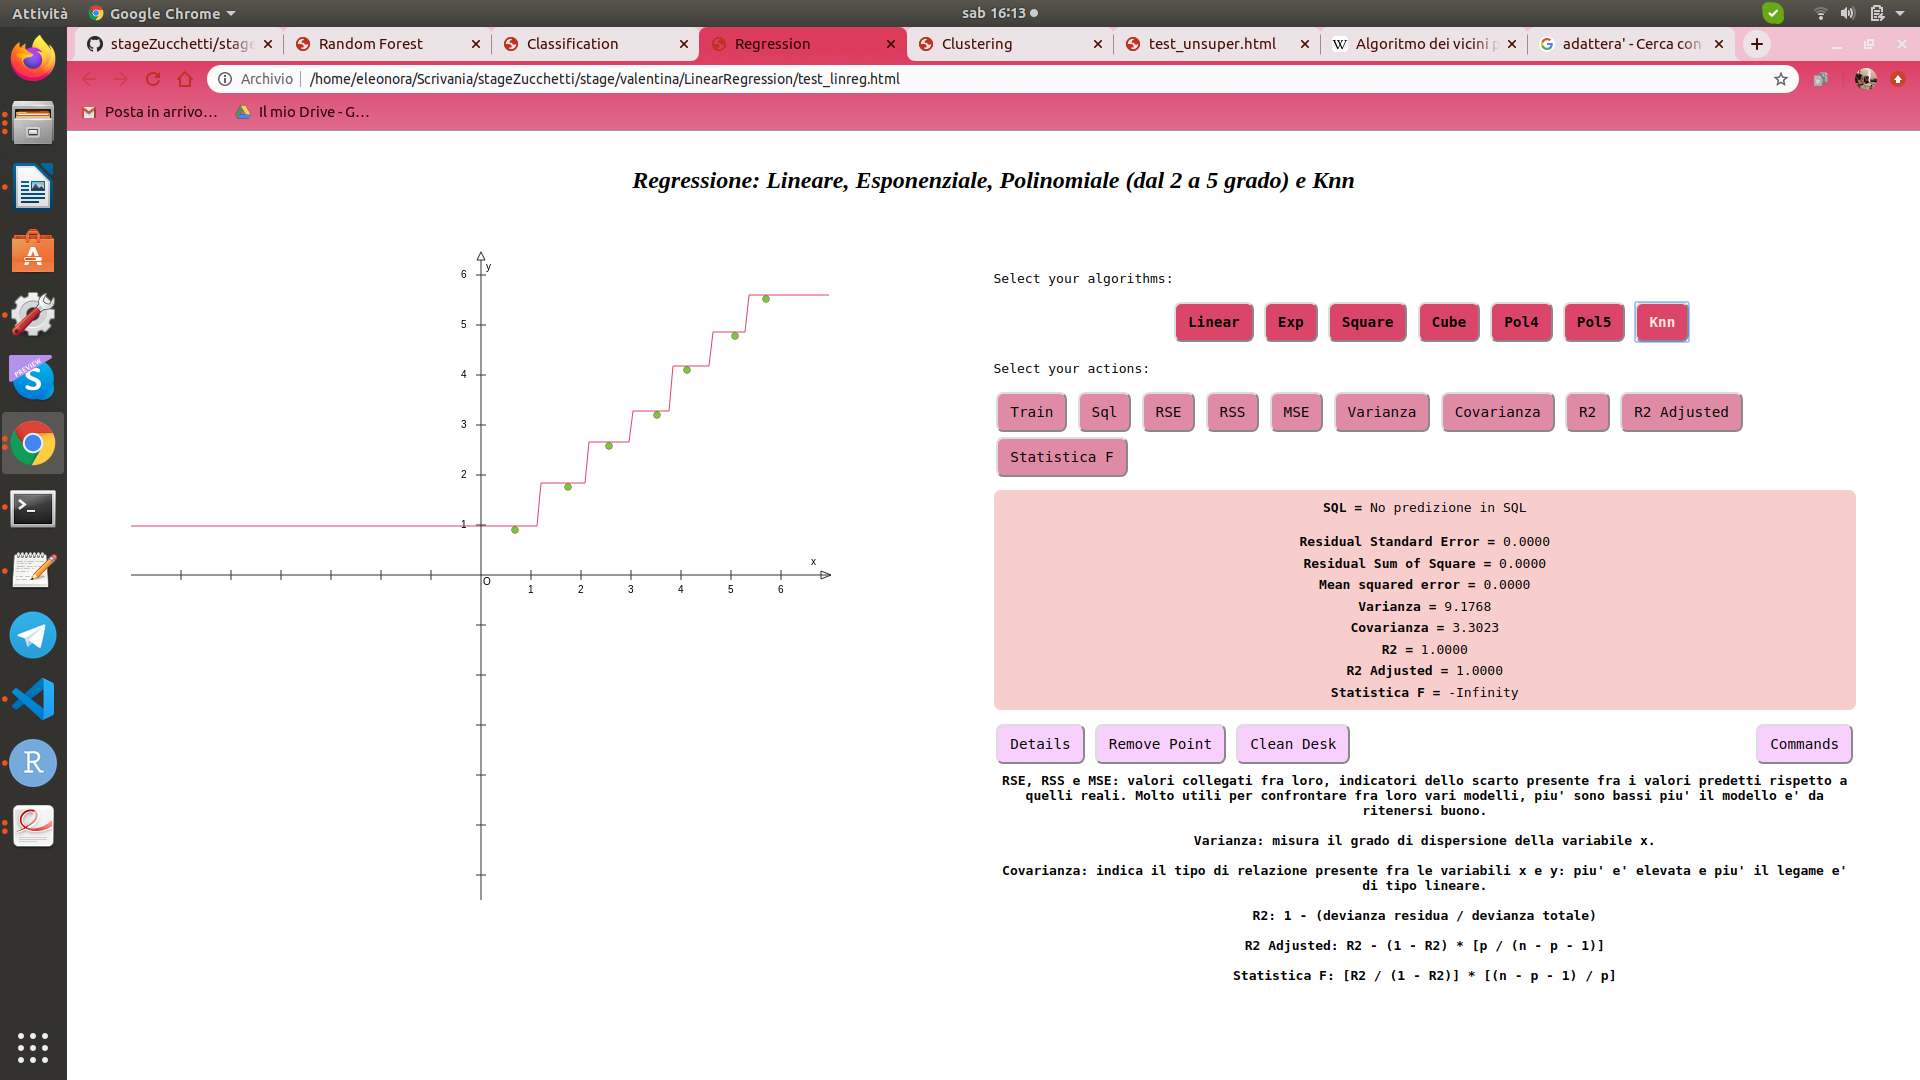 Attività
Google Chrome
sab 16:13
stageZucchetti/stage
Random Forest
Classification
Regression
Clustering
test_unsuper.html
Algoritmo dei vicini p
adattera' - Cerca con
Archivio
/home/eleonora/Scrivania/stageZucchetti/stage/valentina/LinearRegression/test_linreg.html
Posta in arrivo…
Il mio Drive - G…
Regressione: Lineare, Esponenziale, Polinomiale (dal 2 a 5 grado) e Knn
y
6
5
4
3
2
1
x
O
1 2 3 4 5 6
Select your algorithms:
Linear Exp Square Cube Pol4 Pol5 Knn
Select your actions:
Train Sql RSE RSS MSE Varianza Covarianza R2 R2 Adjusted
Statistica F
SQL = No predizione in SQL
Residual Standard Error = 0.0000
Residual Sum of Square = 0.0000
Mean squared error = 0.0000
Varianza = 9.1768
Covarianza = 3.3023
R2 = 1.0000
R2 Adjusted = 1.0000
Statistica F = -Infinity
Details Remove Point Clean Desk Commands
RSE, RSS e MSE: valori collegati fra loro, indicatori dello scarto presente fra i valori predetti rispetto a
quelli reali. Molto utili per confrontare fra loro vari modelli, piu' sono bassi piu' il modello e' da
ritenersi buono.
Varianza: misura il grado di dispersione della variabile x.
Covarianza: indica il tipo di relazione presente fra le variabili x e y: piu' e' elevata e piu' il legame e'
di tipo lineare.
R2: 1 - (devianza residua / devianza totale)
R2 Adjusted: R2 - (1 - R2) * [p / (n - p - 1)]
Statistica F: [R2 / (1 - R2)] * [(n - p - 1) / p]